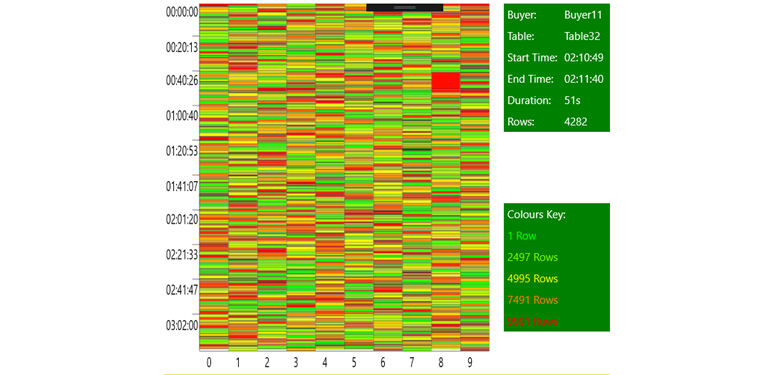 00:00:00
00:20:13
00:40:26
01:00:40
01:20:53
01:41:07
02:01:20
02:21:33
02:41:47
03:02:00
0 1 2 3 4 5 6 7 8 9
Buyer: Buyer11
Table: Table32
Start Time: 02:10:49
End Time: 02:11:40
Duration: 51s
Rows: 4282
Colours Key:
1 Row
2497 Rows
4995 Rows
7491 Rows
Rows